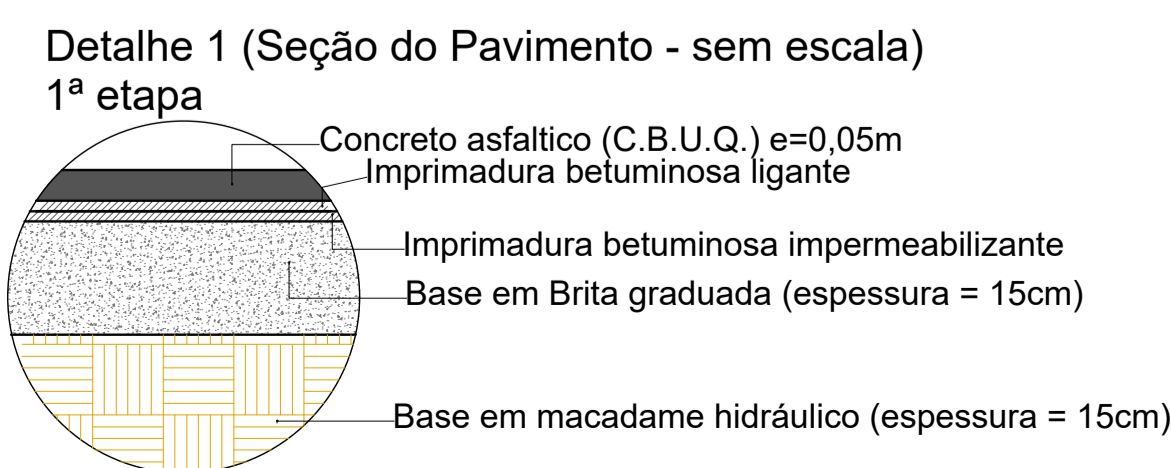 Detalhe 1 (Seção do Pavimento - sem escala)
1ª etapa
Concreto asfaltico (C.B.U.Q.) e=0,05m
Imprimadura betuminosa ligante
Imprimadura betuminosa impermeabilizante
Base em Brita graduada (espessura = 15cm)
Base em macadame hidráulico (espessura = 15cm)